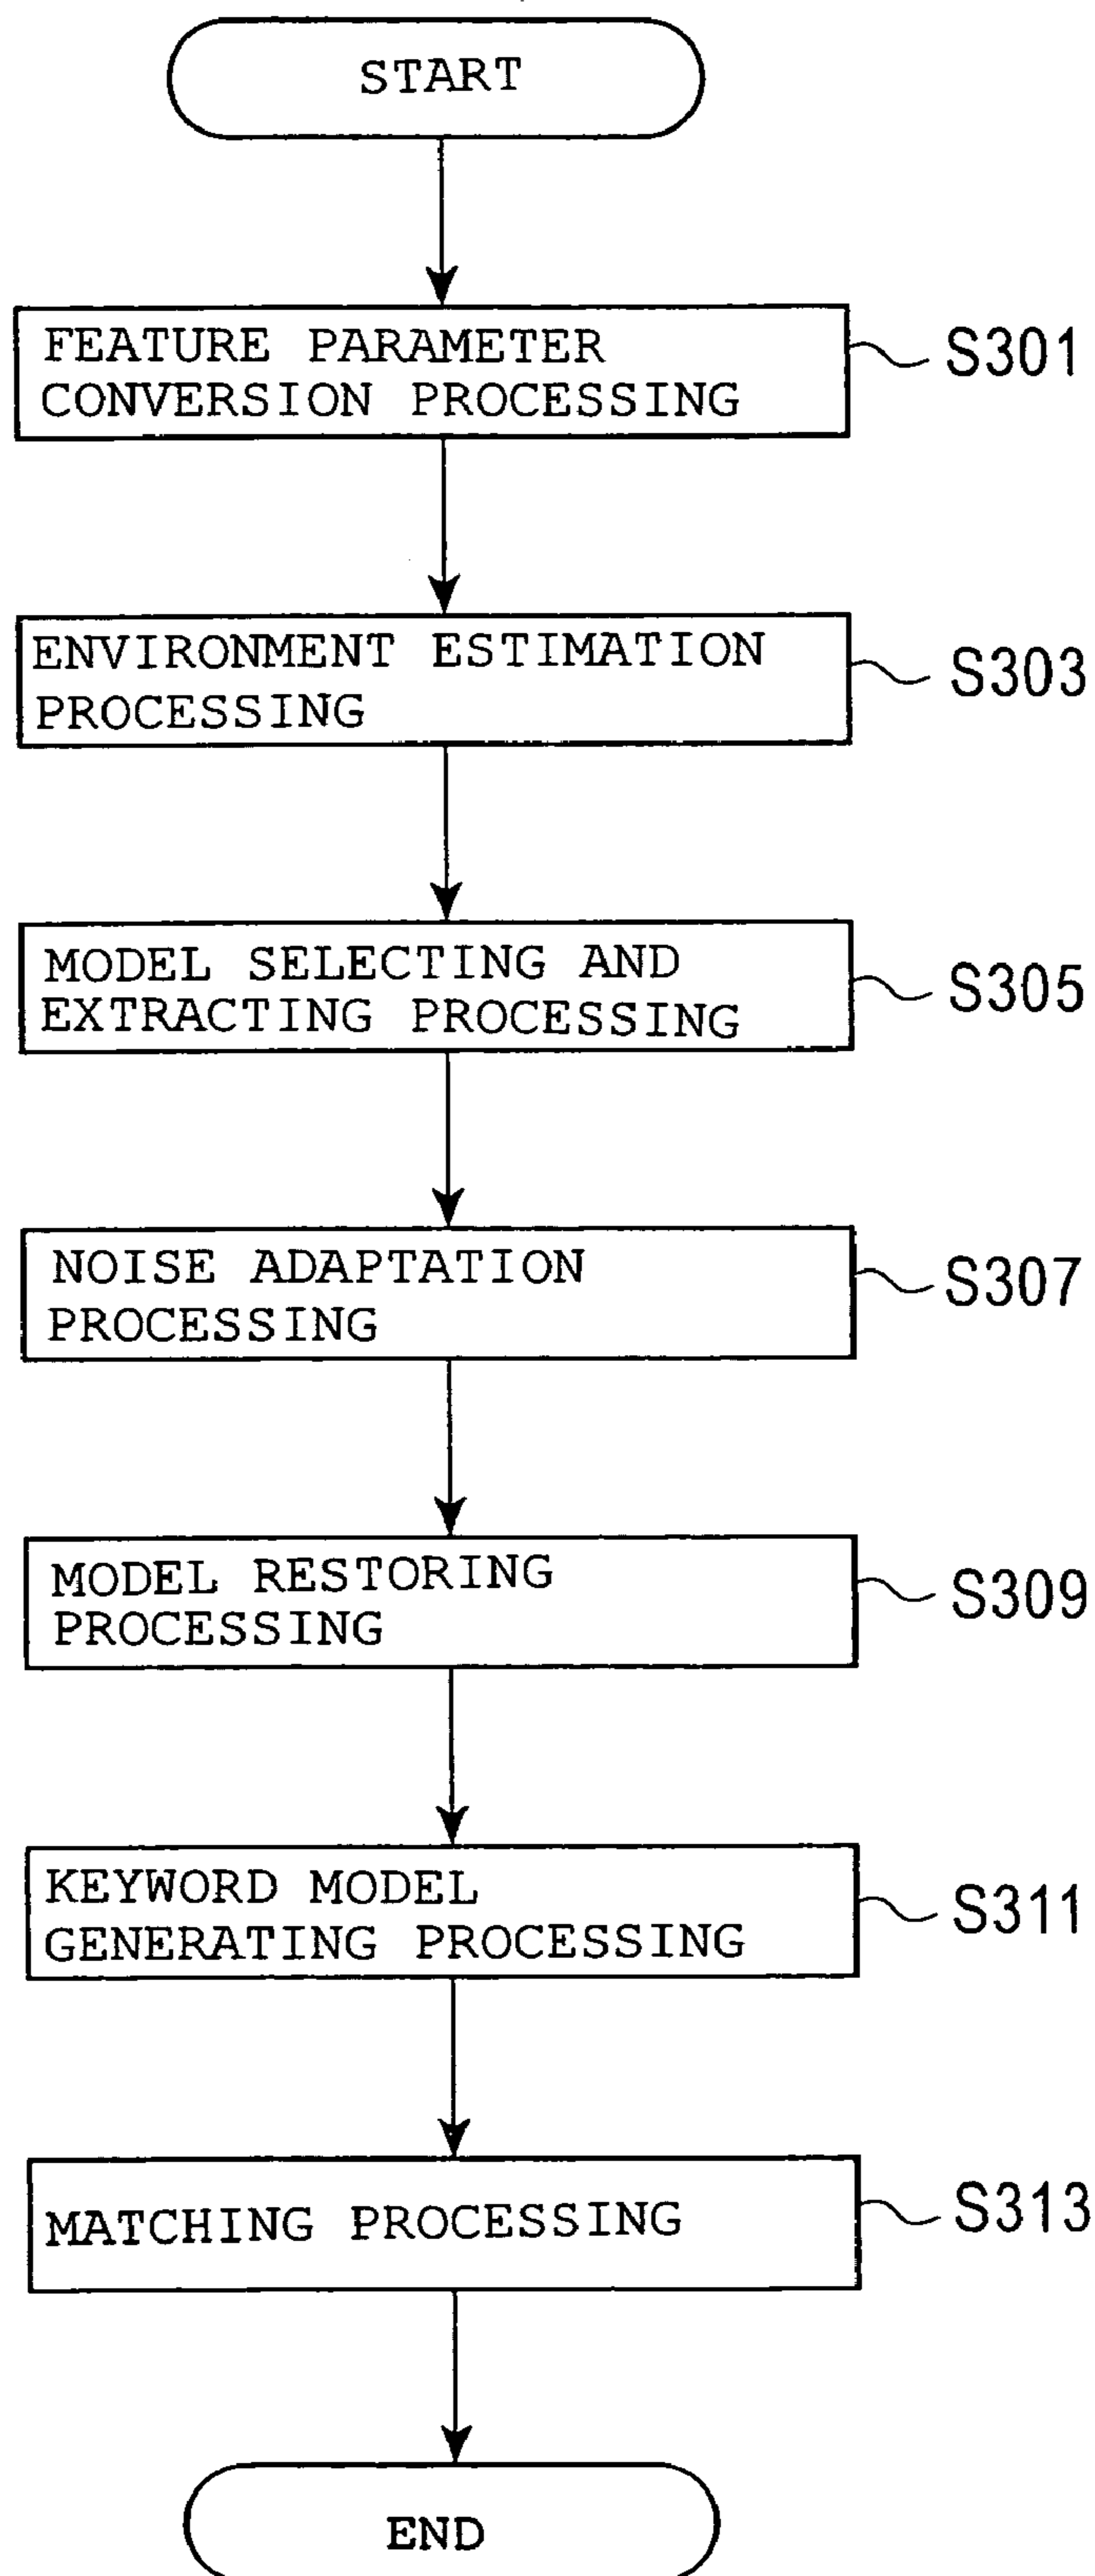 START
FEATURE PARAMETER
CONVERSION PROCESSING
S301
ENVIRONMENT ESTIMATION
PROCESSING
S303
MODEL SELECTING AND
EXTRACTING PROCESSING
S305
NOISE ADAPTATION
PROCESSING
S307
MODEL RESTORING
PROCESSING
S309
KEYWORD MODEL
GENERATING PROCESSING
S311
MATCHING PROCESSING
S313
END